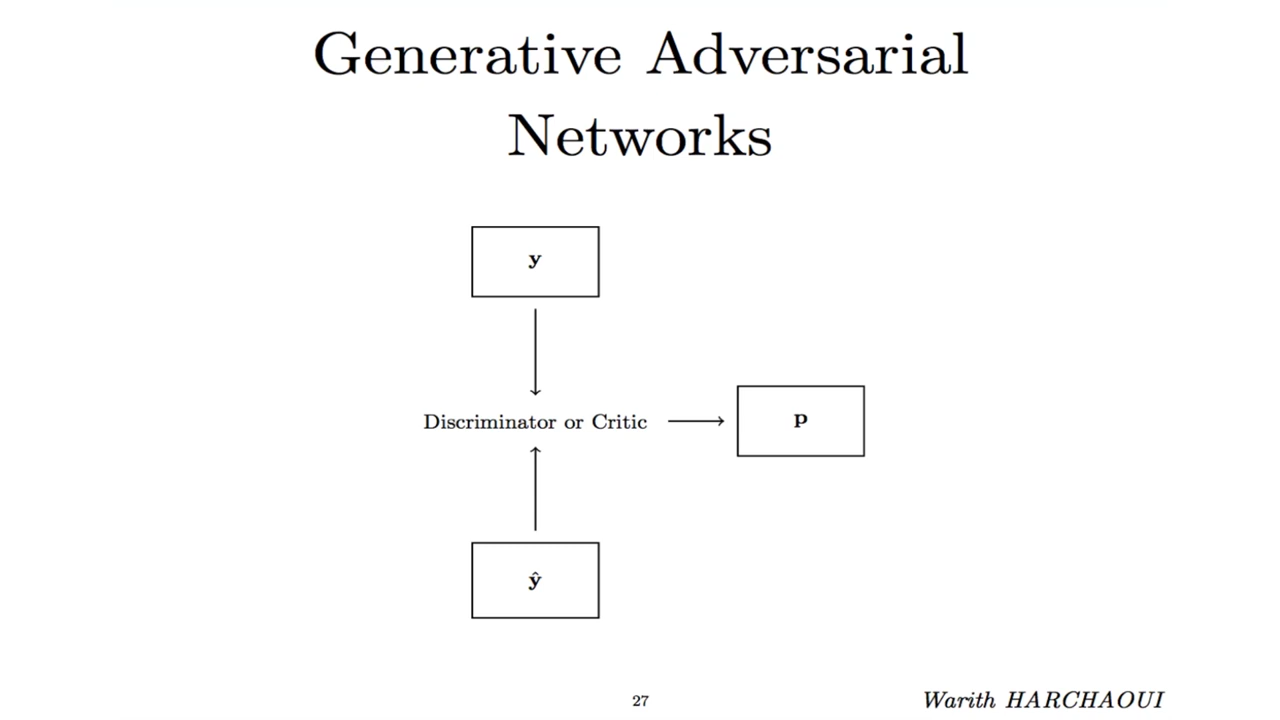 Generative Adversarial
Networks
y
Discriminator or Critic
p
ŷ
27
Warith HARCHAOUI